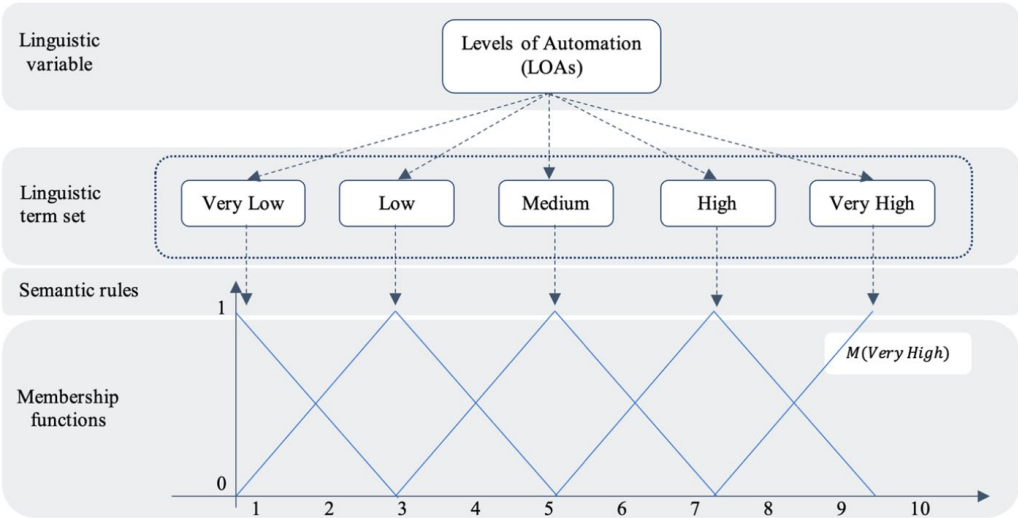 Linguistic
variable
Levels of Automation
(LOAs)
Linguistic
term set
Very Low
Low
Medium
High
Very High
Semantic rules
1
M(Very High)
Membership
functions
0
1 2 3 4 5 6 7 8 9 10